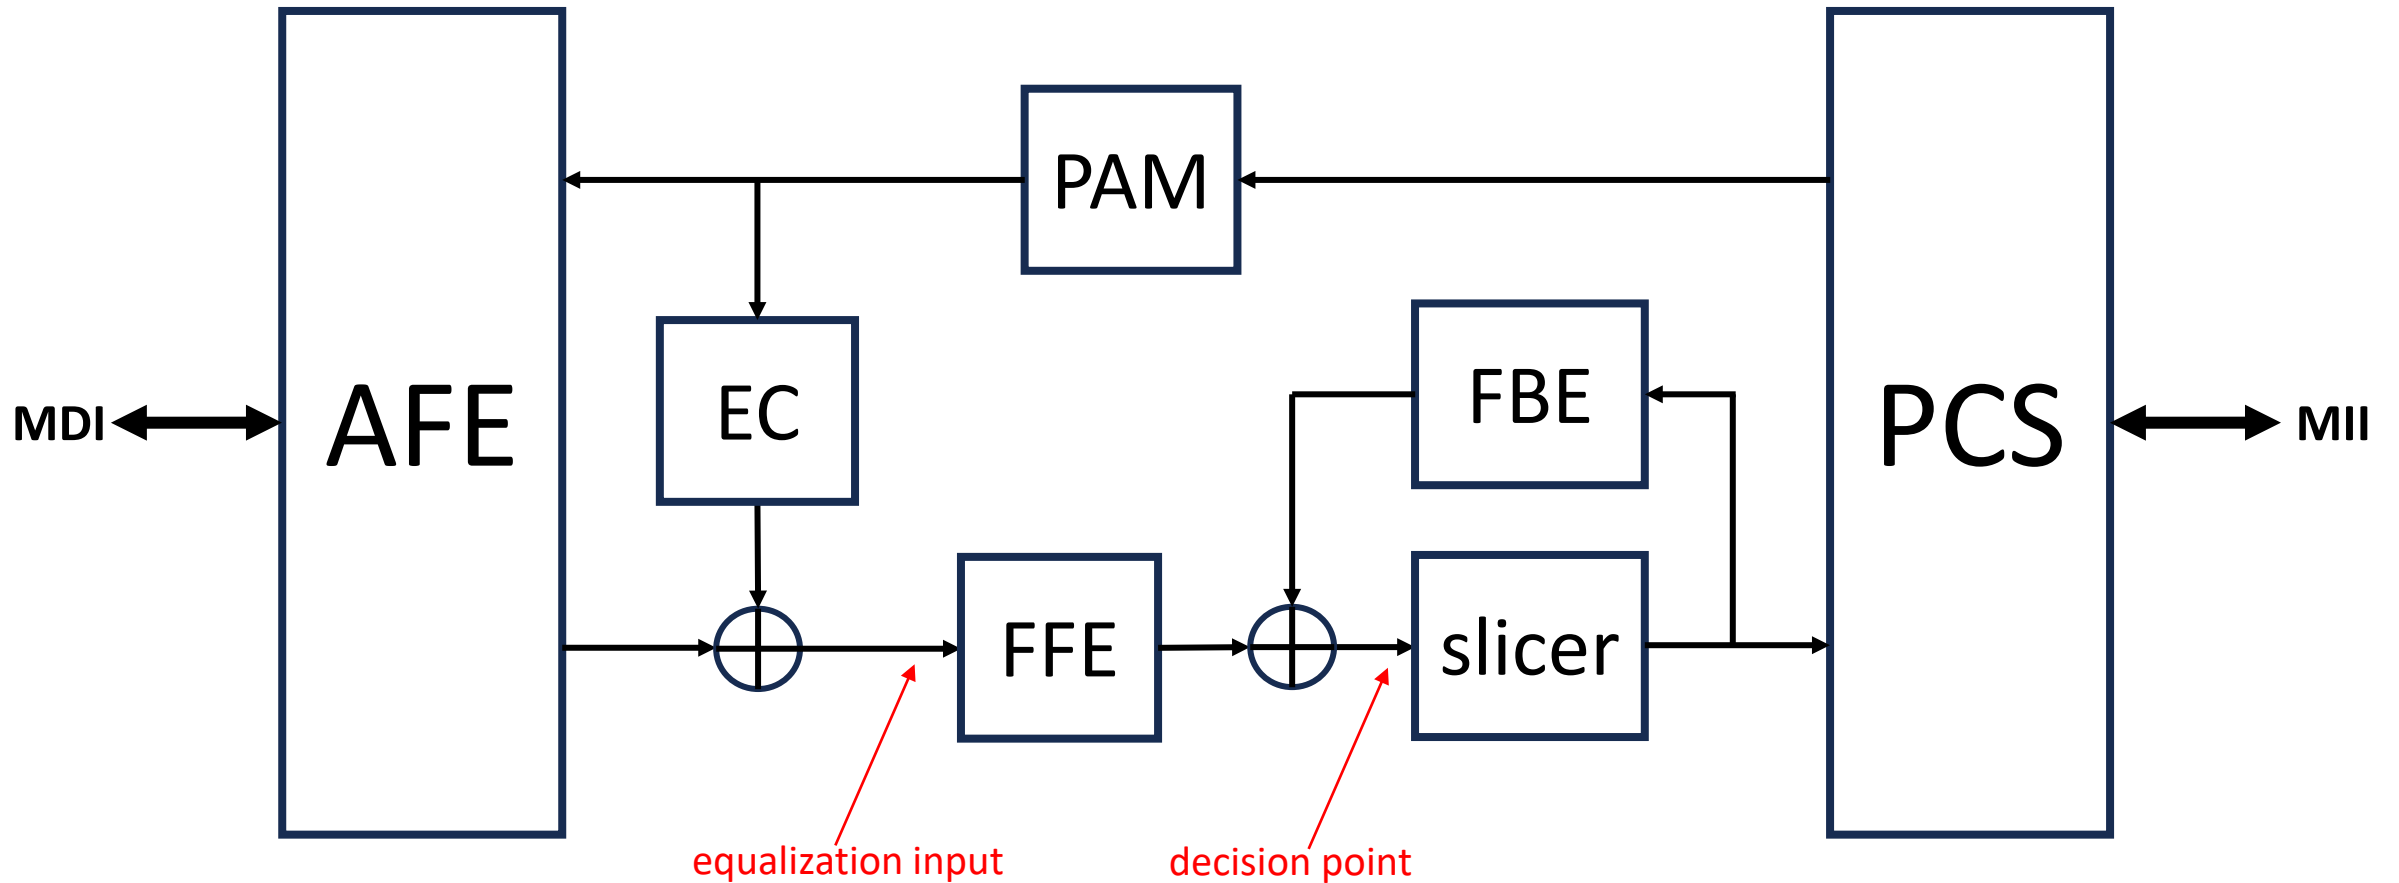 PAM
MDI
AFE
EC
FBE
PCS
MII
FFE
slicer
equalization input
decision point